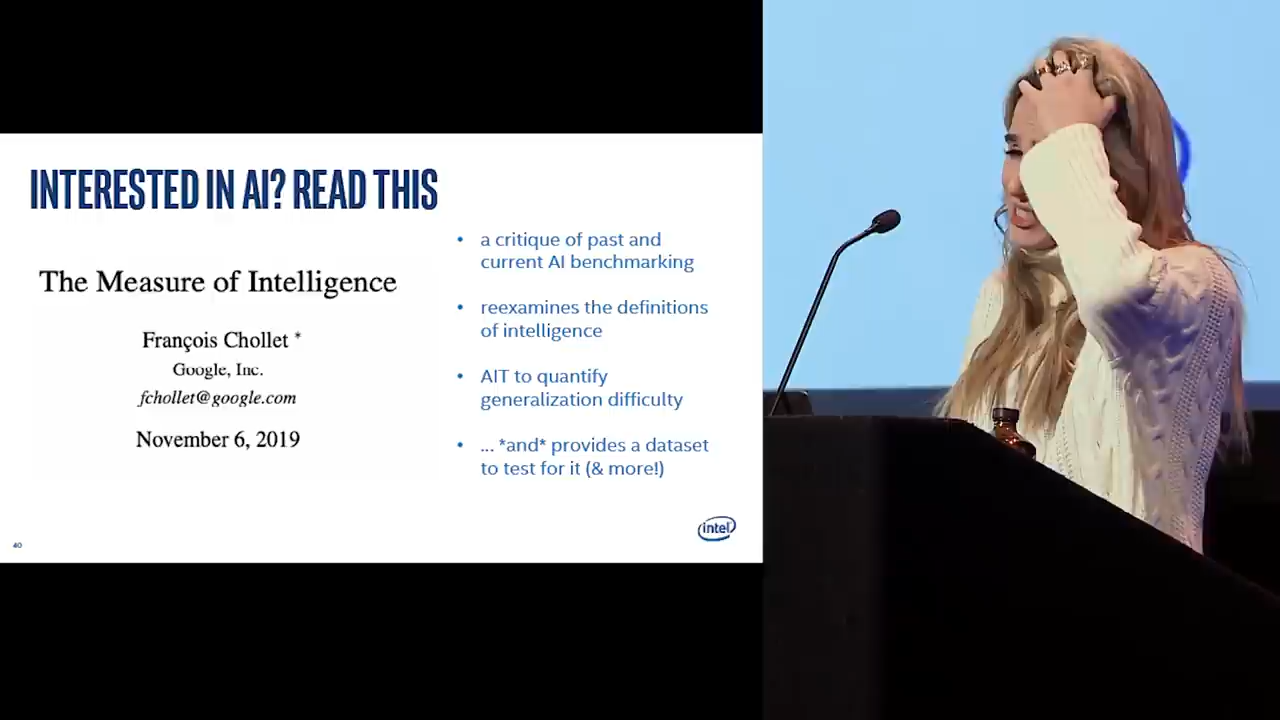 INTERESTED IN AI? READ THIS
The Measure of Intelligence
François Chollet *
Google, Inc.
fchollet@google.com
November 6, 2019
• a critique of past and
current AI benchmarking
• reexamines the definitions
of intelligence
• AIT to quantify
generalization difficulty
• ... *and* provides a dataset
to test for it (& more!)
intel
40